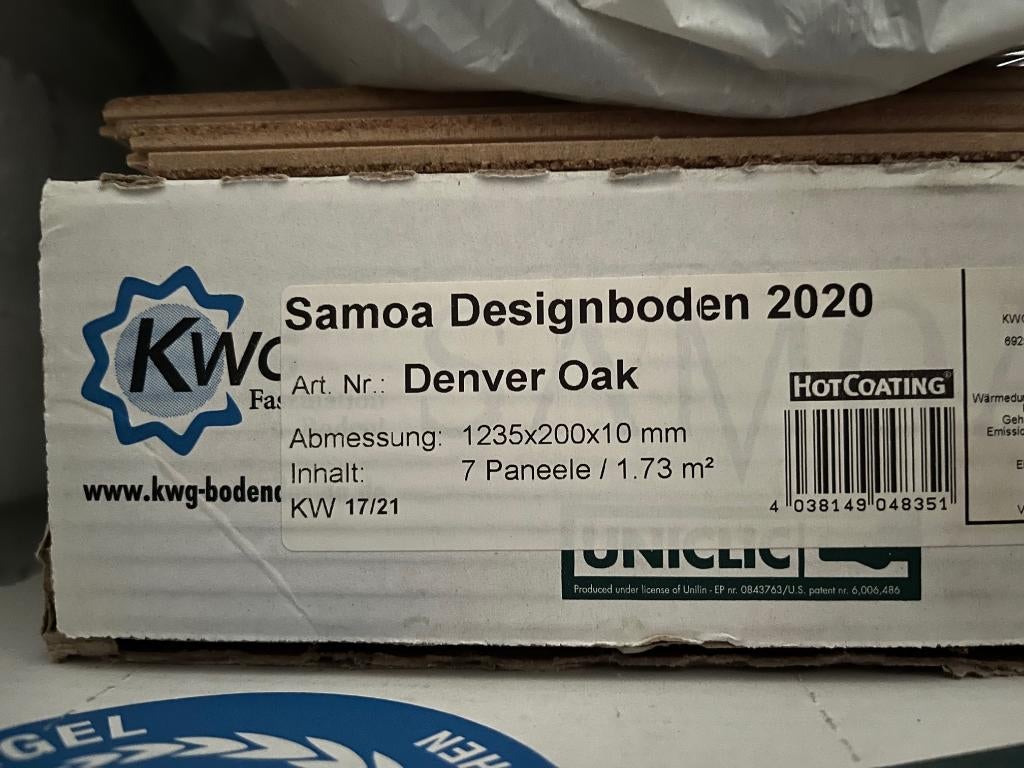 Samoa Designboden 2020
KWG
Art. Nr.: Denver Oak
HOTCOATING®
Abmessung: 1235x200x10 mm
Inhalt: 7 Paneele / 1.73 m²
www.kwg-boden
KW 17/21
4 038149 048351
UNICLIC
Produced under license of Unilin - EP nr. 0843763/U.S. patent nr. 6,006,486